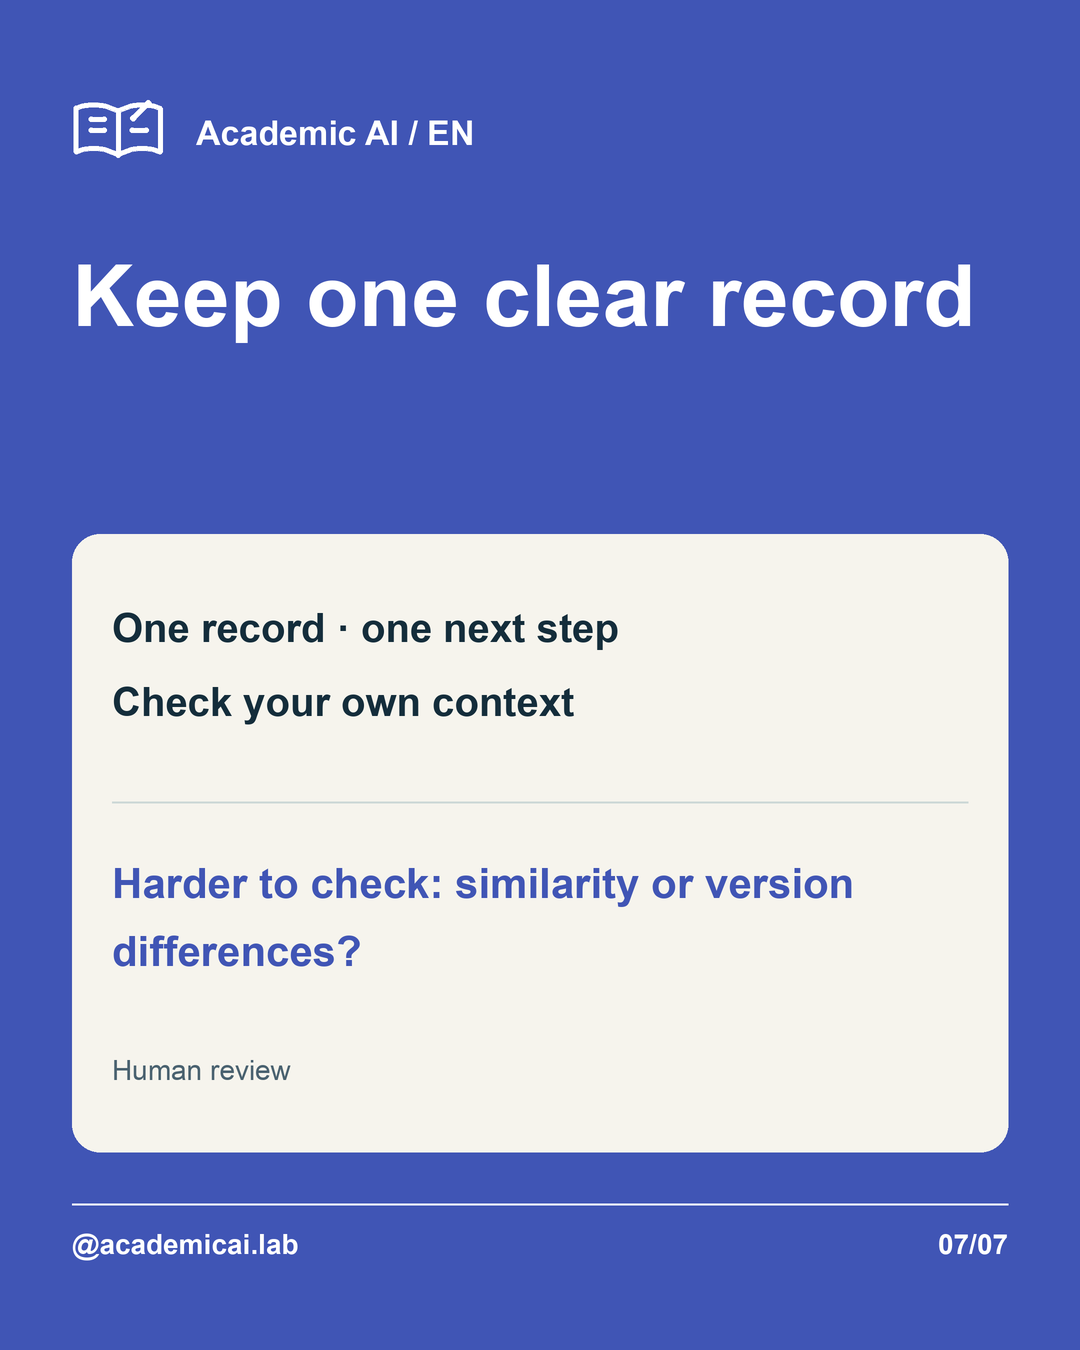 Academic AI / EN
Keep one clear record
One record · one next step
Check your own context
Harder to check: similarity or version
differences?
Human review
@academicai.lab
07/07